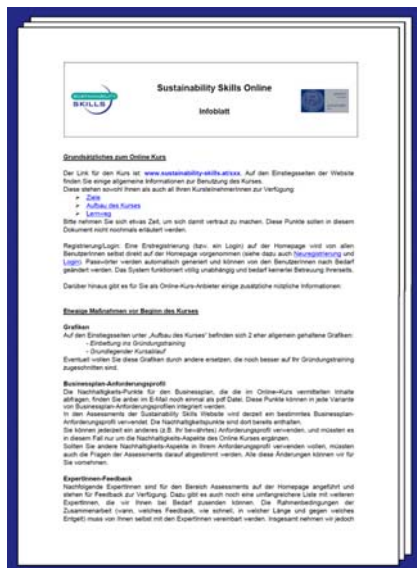 SUSTAINABILITY
SKILLS
Sustainability Skills Online
Infoblatt
Grundsätzliches zum Online Kurs
Der Link für den Kurs ist: www.sustainability-skills.at/xxx. Auf den Einstiegsseiten der Website
finden Sie einige allgemeine Informationen zur Benutzung des Kurses.
Diese stehen sowohl Ihnen als auch all Ihren KursteilnehmerInnen zur Verfügung:
➤ Ziele
➤ Aufbau des Kurses
➤ Lernweg
Bitte nehmen Sie sich etwas Zeit, um sich damit vertraut zu machen. Diese Punkte sollen in diesem
Dokument nicht nochmals erläutert werden.
Registrierung/Login: Eine Erstregistrierung (bzw. ein Login) auf der Homepage wird von allen
BenutzerInnen selbst direkt auf der Homepage vorgenommen (siehe dazu auch Neuregistrierung und
Login). Passwörter werden automatisch generiert und können von den BenutzerInnen nach Bedarf
geändert werden. Das System funktioniert völlig unabhängig und bedarf keinerlei Betreuung Ihrerseits.
Darüber hinaus gibt es für Sie als Online-Kurs-Anbieter einige zusätzliche nützliche Informationen:
Etwaige Maßnahmen vor Beginn des Kurses
Grafiken
Auf den Einstiegsseiten unter „Aufbau des Kurses" befinden sich 2 eher allgemein gehaltene Grafiken:
- Einbettung ins Gründungstraining
- Grundlegender Kursablauf
Eventuell wollen Sie diese Grafiken durch andere ersetzen, die noch besser auf Ihr Gründungstraining
zugeschnitten sind.
Businessplan-Anforderungsprofil
Die Nachhaltigkeits-Punkte für den Businessplan, die die im Online-Kurs vermittelten Inhalte
abfragen, finden Sie anbei im E-Mail noch einmal als pdf Datei. Diese Punkte können in jede Variante
von Businessplan-Anforderungsprofilen integriert werden.
In den Assessments der Sustainability Skills Website wird derzeit ein bestimmtes Businessplan-
Anforderungsprofil verwendet. Die Nachhaltigkeitspunkte sind dort bereits enthalten.
Sie können jederzeit ein anderes (z.B. Ihr bewährtes) Anforderungsprofil verwenden, und müssten es
in diesem Fall nur um die Nachhaltigkeits-Aspekte des Online Kurses ergänzen.
Sollten Sie andere Nachhaltigkeits-Aspekte in Ihrem Anforderungsprofil verwenden wollen, müssten
auch die Fragen der Assessments darauf abgestimmt werden. Alle diese Änderungen können wir für
Sie vornehmen.
ExpertInnen-Feedback
Nachfolgende ExpertInnen sind für den Bereich Assessments auf der Homepage angeführt und
stehen für Feedback zur Verfügung. Dazu gibt es auch noch eine umfangreichere Liste mit weiteren
ExpertInnen, die wir Ihnen bei Bedarf zusenden können. Die Rahmenbedingungen der
Zusammenarbeit (wann, welches Feedback, wie schnell, in welcher Länge und gegen welches
Entgelt) muss von Ihnen selbst mit den ExpertInnen vereinbart werden. Insgesamt nehmen wir jedoch